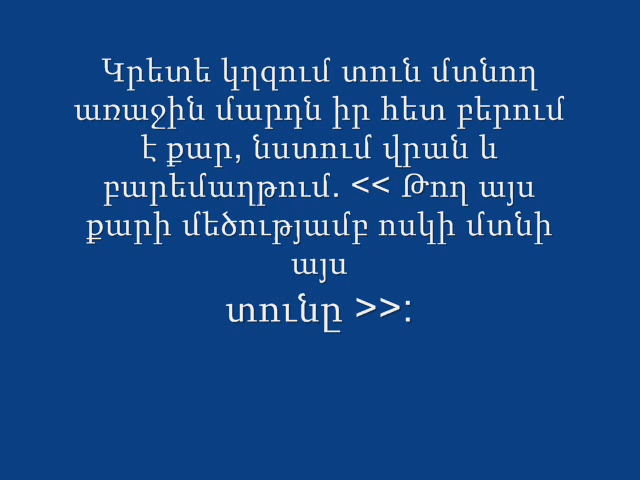 Կրետե կղզում տուն մտնող
առաջին մարդն իր հետ բերում
է քար, նստում վրան և
բարեմաղթում. << Թող այս
քարի մեծությամբ ոսկի մտնի
այս
տունը >>: